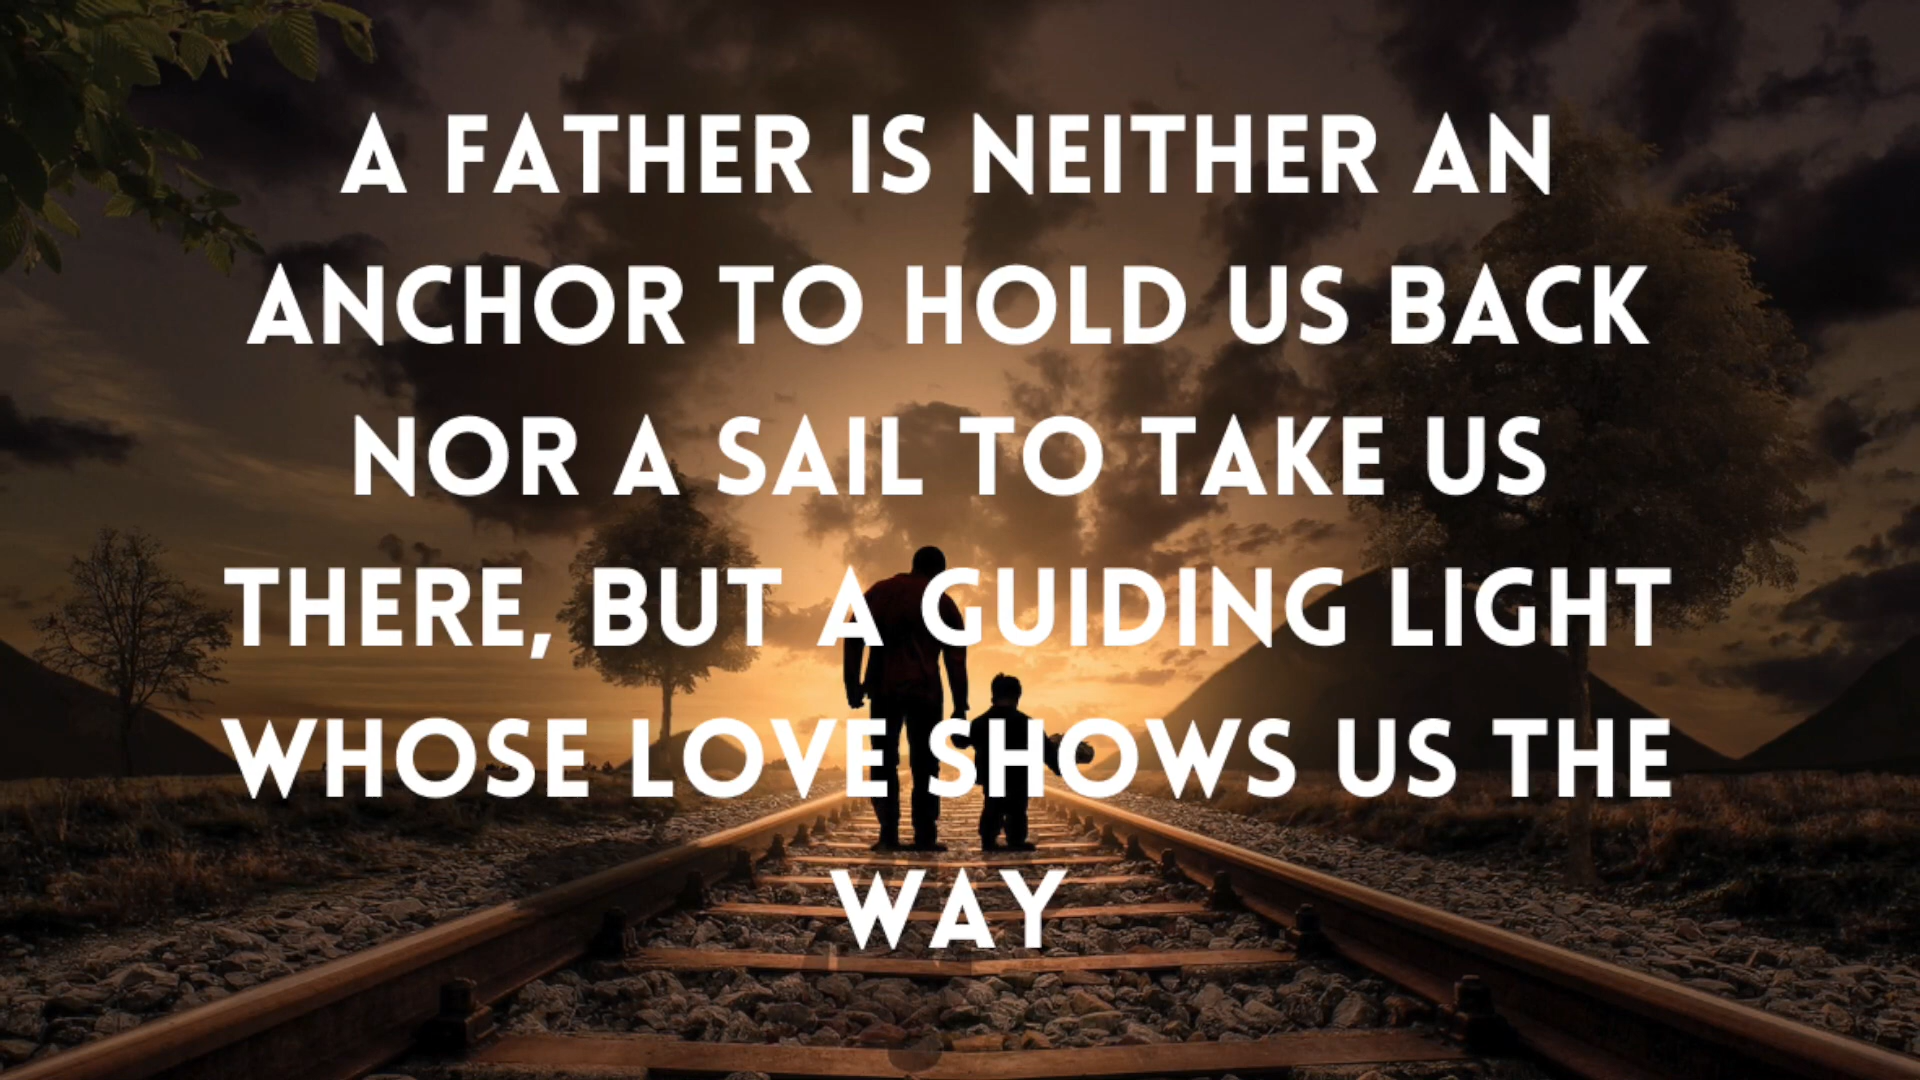 A FATHER IS NEITHER AN
ANCHOR TO HOLD US BACK
NOR A SAIL TO TAKE US
THERE, BUT A GUIDING LIGHT
WHOSE LOVE SHOWS US THE
WAY